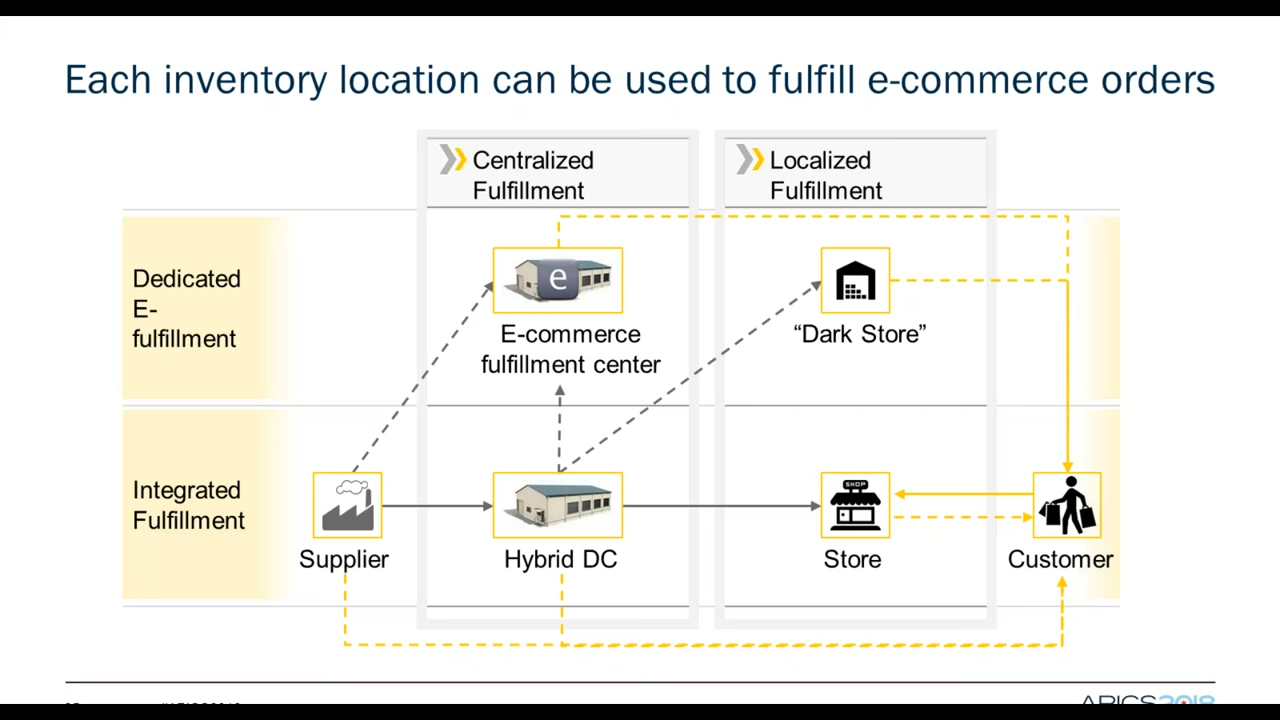 Each inventory location can be used to fulfill e-commerce orders
Centralized
Fulfillment
Localized
Fulfillment
Dedicated
E-
fulfillment
e
E-commerce
fulfillment center
“Dark Store”
Integrated
Fulfillment
SHOP
Supplier
Hybrid DC
Store
Customer
APICS2018